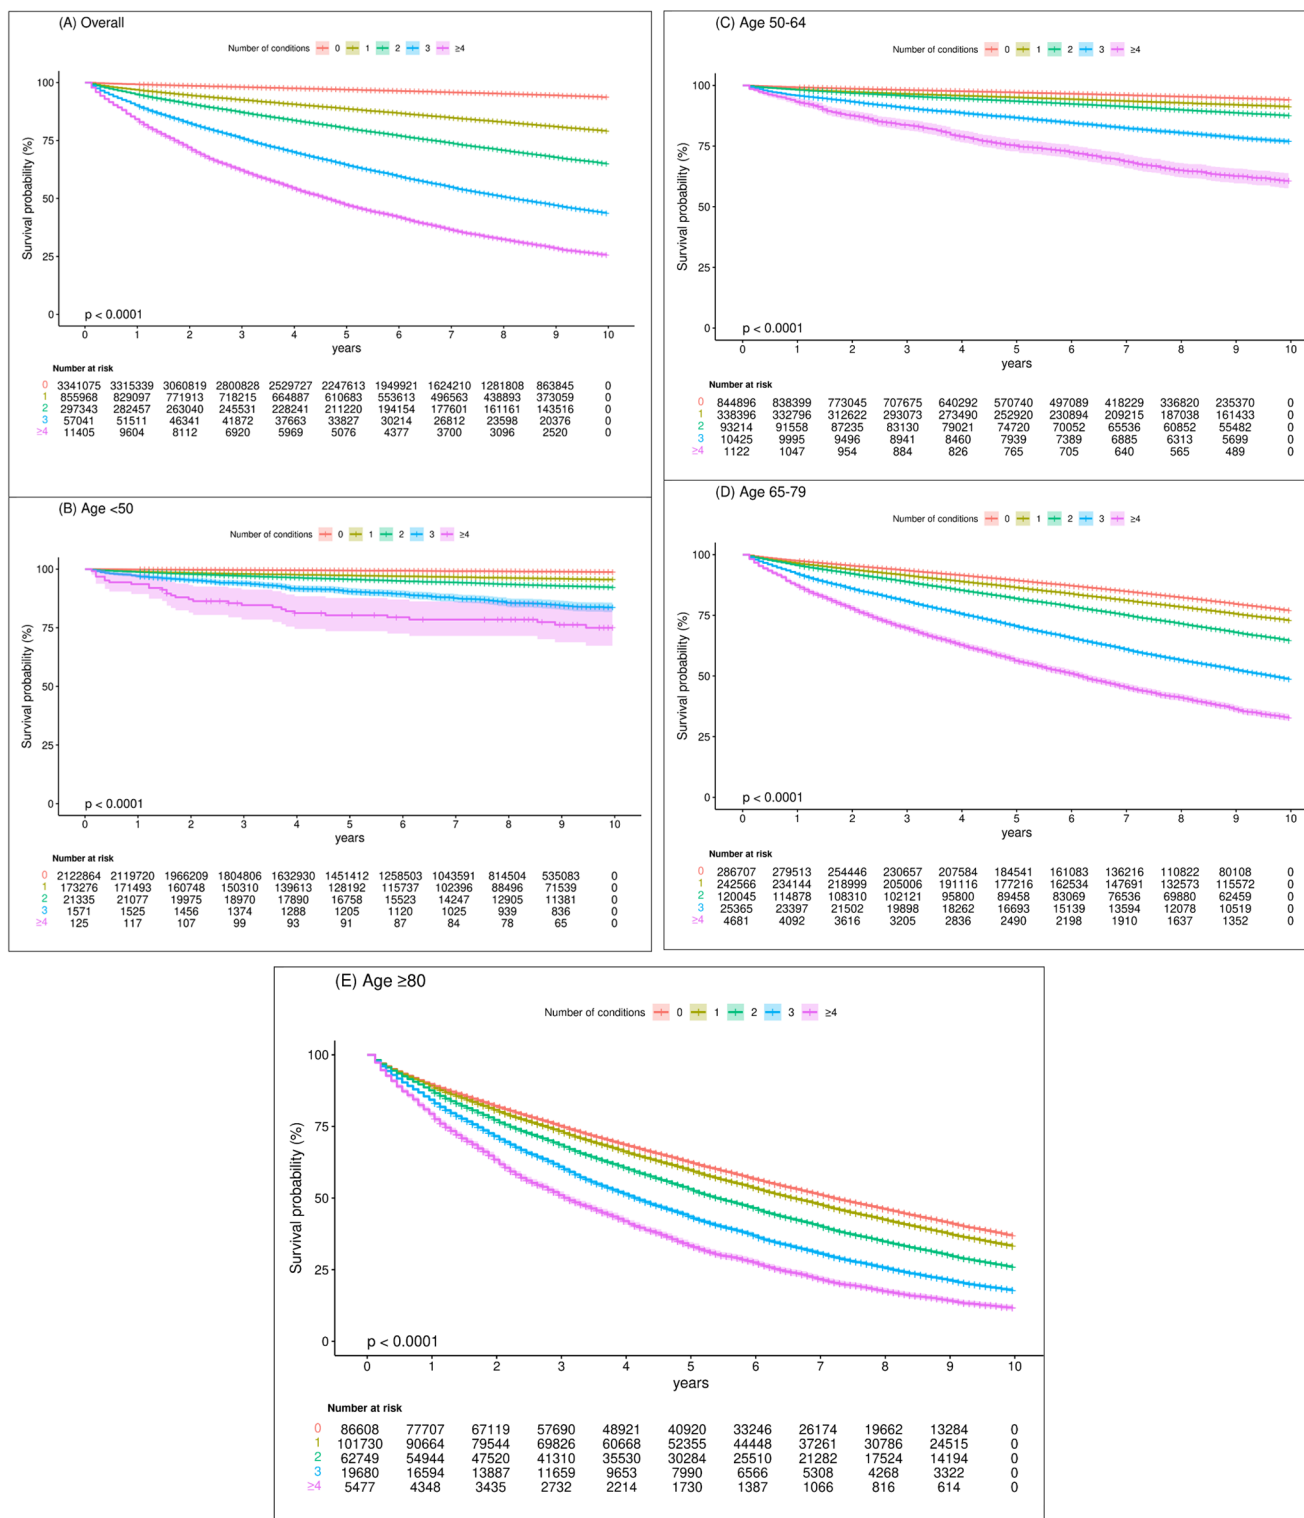 (A) Overall
Number of conditions 0 1 2 3 ≥4
Survival probability (%)
100
75
50
25
0
p < 0.0001
0 1 2 3 4 5 6 7 8 9 10
years
Number at risk
0 3341075 3315339 3060819 2800828 2529727 2247613 1949921 1624210 1281808 863845 0
1 855968 829097 771913 718215 664887 610683 553613 496563 438893 373059 0
2 297343 282457 263040 245531 228241 211220 194154 177601 161161 143516 0
3 57041 51511 46341 41872 37663 33827 30214 26812 23598 20376 0
≥4 11405 9604 8112 6920 5969 5076 4377 3700 3096 2520 0
(B) Age <50
Number of conditions 0 1 2 3 ≥4
Survival probability (%)
100
75
50
25
0
p < 0.0001
0 1 2 3 4 5 6 7 8 9 10
years
Number at risk
0 2122864 2119720 1966209 1804806 1632930 1451412 1258503 1043591 814504 535083 0
1 173276 171493 160748 150310 139613 128192 115737 102396 88496 71539 0
2 21335 21077 19975 18970 17890 16758 15523 14247 12905 11381 0
3 1571 1525 1456 1374 1288 1205 1120 1025 939 836 0
≥4 125 117 107 99 93 91 87 84 78 65 0
(C) Age 50-64
Number of conditions 0 1 2 3 ≥4
Survival probability (%)
100
75
50
25
0
p < 0.0001
0 1 2 3 4 5 6 7 8 9 10
years
Number at risk
0 844896 838399 773045 707675 640292 570740 497089 418229 336820 235370 0
1 338396 332796 312622 293073 273490 252920 230894 209215 187038 161433 0
2 93214 91558 87235 83130 79021 74720 70052 65536 60852 55482 0
3 10425 9995 9496 8941 8460 7939 7389 6885 6313 5699 0
≥4 1122 1047 954 884 826 765 705 640 565 489 0
(D) Age 65-79
Number of conditions 0 1 2 3 ≥4
Survival probability (%)
100
75
50
25
0
p < 0.0001
0 1 2 3 4 5 6 7 8 9 10
years
Number at risk
0 286707 279513 254446 230657 207584 184541 161083 136216 110822 80108 0
1 242566 234144 218999 205006 191116 177216 162534 147691 132573 115572 0
2 120045 114878 108310 102121 95800 89458 83069 76536 69880 62459 0
3 25365 23397 21502 19898 18262 16693 15139 13594 12078 10519 0
≥4 4681 4092 3616 3205 2836 2490 2198 1910 1637 1352 0
(E) Age ≥80
Number of conditions 0 1 2 3 ≥4
Survival probability (%)
100
75
50
25
0
p < 0.0001
0 1 2 3 4 5 6 7 8 9 10
years
Number at risk
0 86608 77707 67119 57690 48921 40920 33246 26174 19662 13284 0
1 101730 90664 79544 69826 60668 52355 44448 37261 30786 24515 0
2 62749 54944 47520 41310 35530 30284 25510 21282 17524 14194 0
3 19680 16594 13887 11659 9653 7990 6566 5308 4268 3322 0
≥4 5477 4348 3435 2732 2214 1730 1387 1066 816 614 0